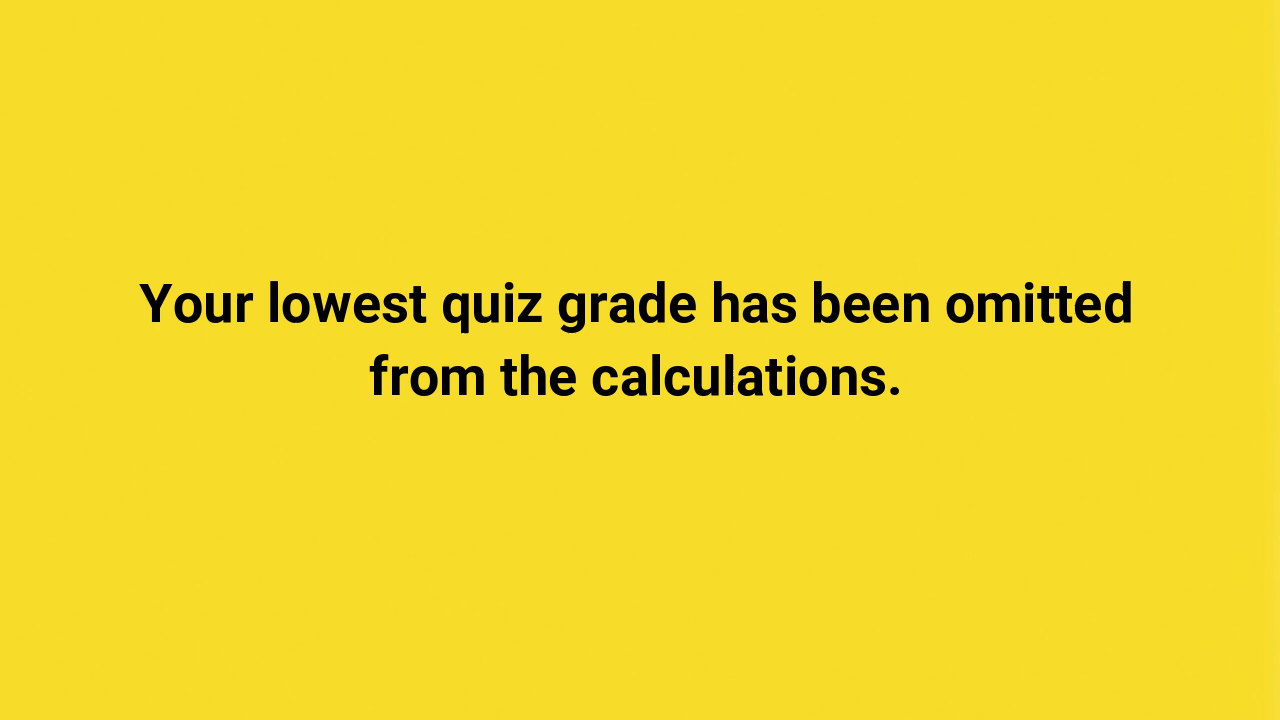 Your lowest quiz grade has been omitted
from the calculations.